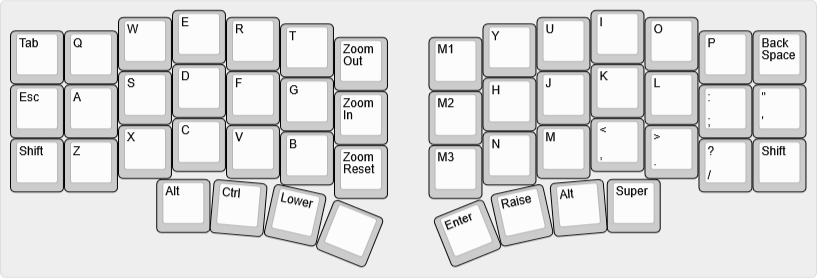 Tab Q W E R T Zoom Out M1 Y U I O P Back Space
Esc A S D F G Zoom In M2 H J K L : ; " '
Shift Z X C V B Zoom Reset M3 N M < , > . ? / Shift
Alt Ctrl Lower Enter Raise Alt Super